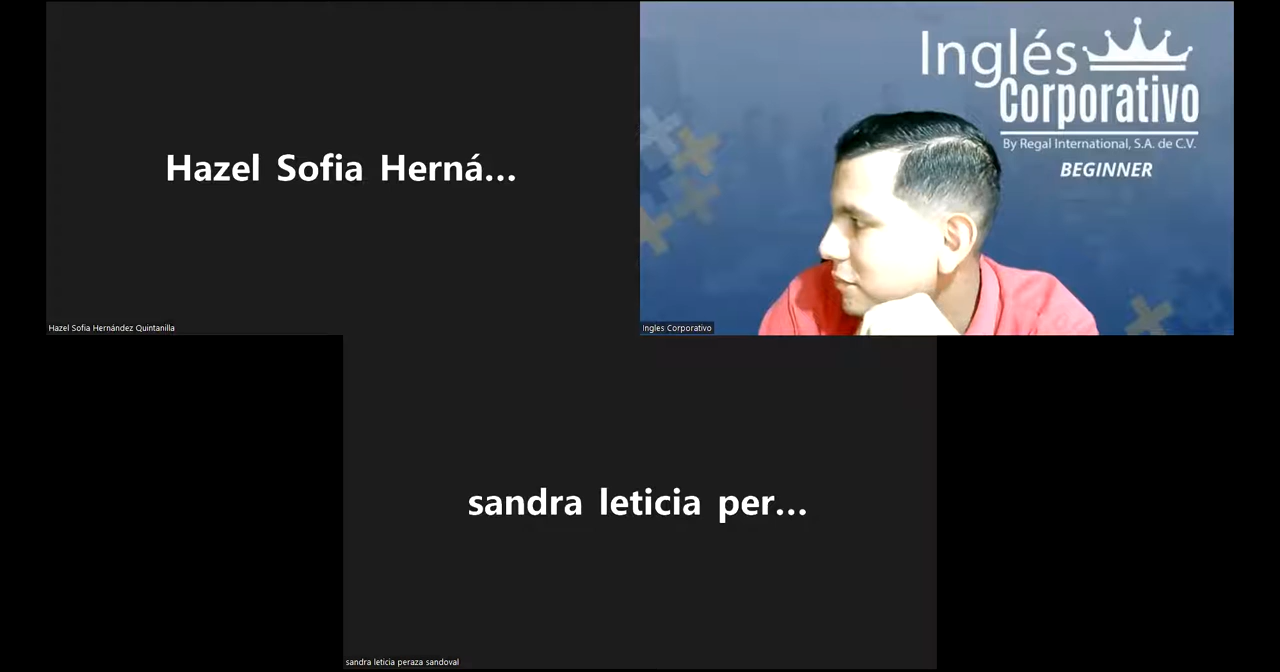 Hazel Sofia Herná...
Hazel Sofia Hernández Quintanilla
Inglés
Corporativo
By Regal International, S.A. de C.V.
BEGINNER
Ingles Corporativo
sandra leticia per...
sandra leticia peraza sandoval